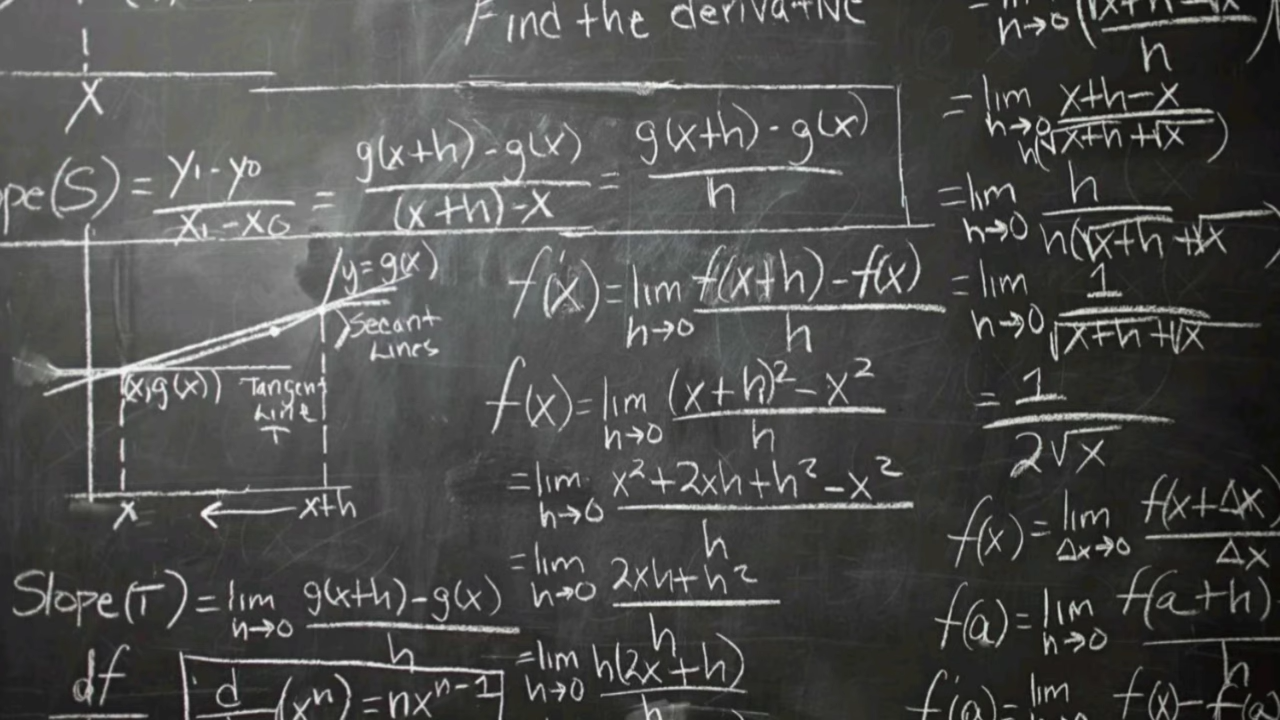 Find the derivative
X
ope(S) = y₁-y₀ / x₁-x₀ = g(x+h)-g(x) / (x+h)-x = g(x+h)-g(x) / h
y=g(x)
Secant
Lines
(x,g(x))
Tangent
Line
T
x ← x+h
Slope(T) = lim h→0 g(x+h)-g(x) / h
df
d (xⁿ) = nxⁿ⁻¹
f'(x) = lim h→0 f(x+h)-f(x) / h
f(x) = lim h→0 (x+h)²-x² / h
= lim h→0 x²+2xh+h²-x² / h
= lim h→0 2xh+h² / h
= lim h→0 h(2x+h) / h
h→0 (√x+h-√x / h)
= lim h→0 x+h-x / h(√x+h+√x)
= lim h→0 h / h(√x+h+√x
= lim h→0 1 / √x+h+√x
= 1 / 2√x
f(x) = lim Δx→0 f(x+Δx) / Δx
f(a) = lim h→0 f(a+h) / h
f'(a) = lim f(x)-f(a)